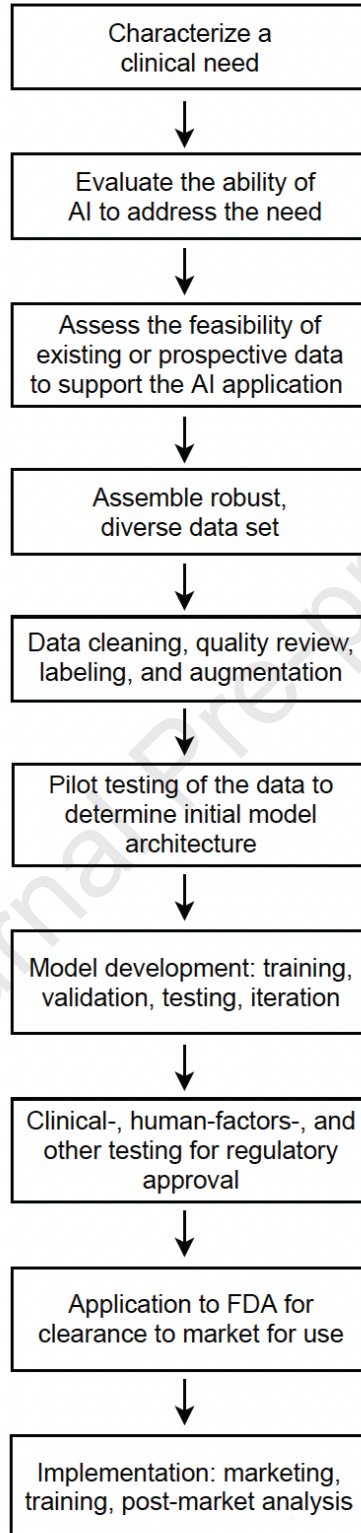 Characterize a
clinical need
Evaluate the ability of
AI to address the need
Assess the feasibility of
existing or prospective data
to support the AI application
Assemble robust,
diverse data set
Data cleaning, quality review,
labeling, and augmentation
Pilot testing of the data to
determine initial model
architecture
Model development: training,
validation, testing, iteration
Clinical-, human-factors-, and
other testing for regulatory
approval
Application to FDA for
clearance to market for use
Implementation: marketing,
training, post-market analysis